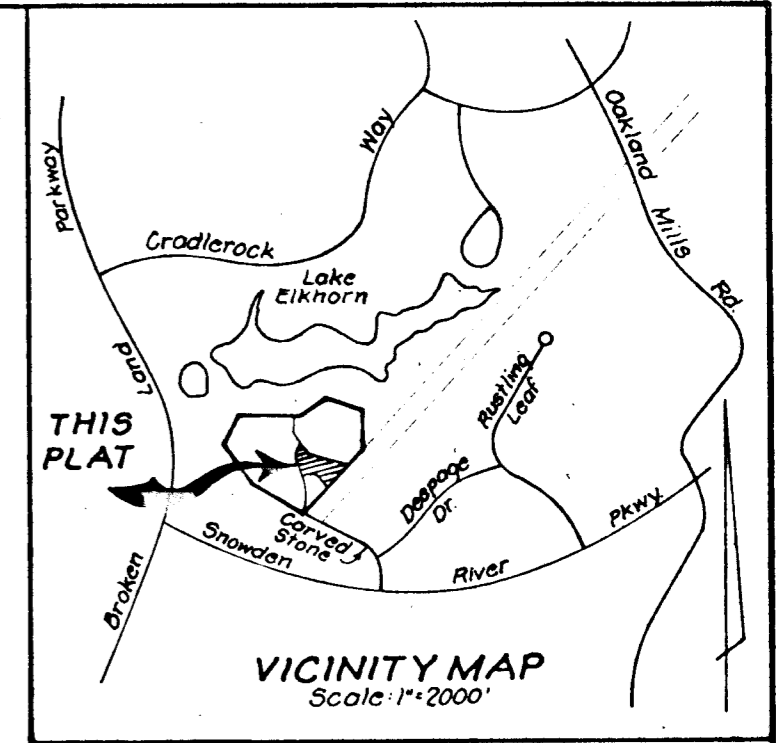 Oakland
Mills
Rd.
Way
Parkway
Cradlerock
Lake
Elkhorn
Land
Rustling
Leaf
THIS
PLAT
Deepage
Dr.
Carved
Stone
Snowden
River
Pkwy.
Broken
VICINITY MAP
Scale: 1"=2000'